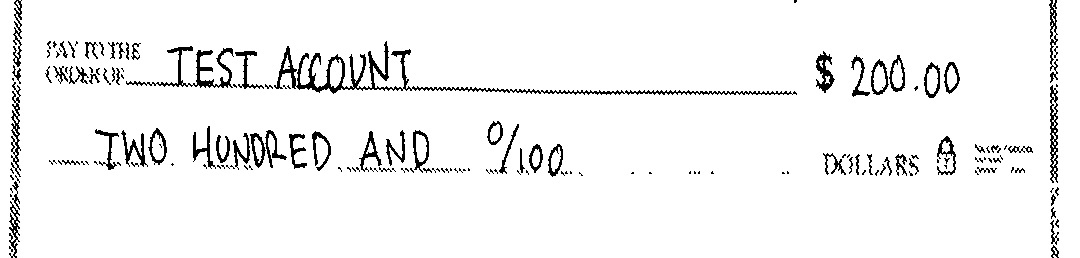 PAY TO THE
ORDER OF TEST ACCOUNT $ 200.00
TWO HUNDRED AND 0/100 DOLLARS